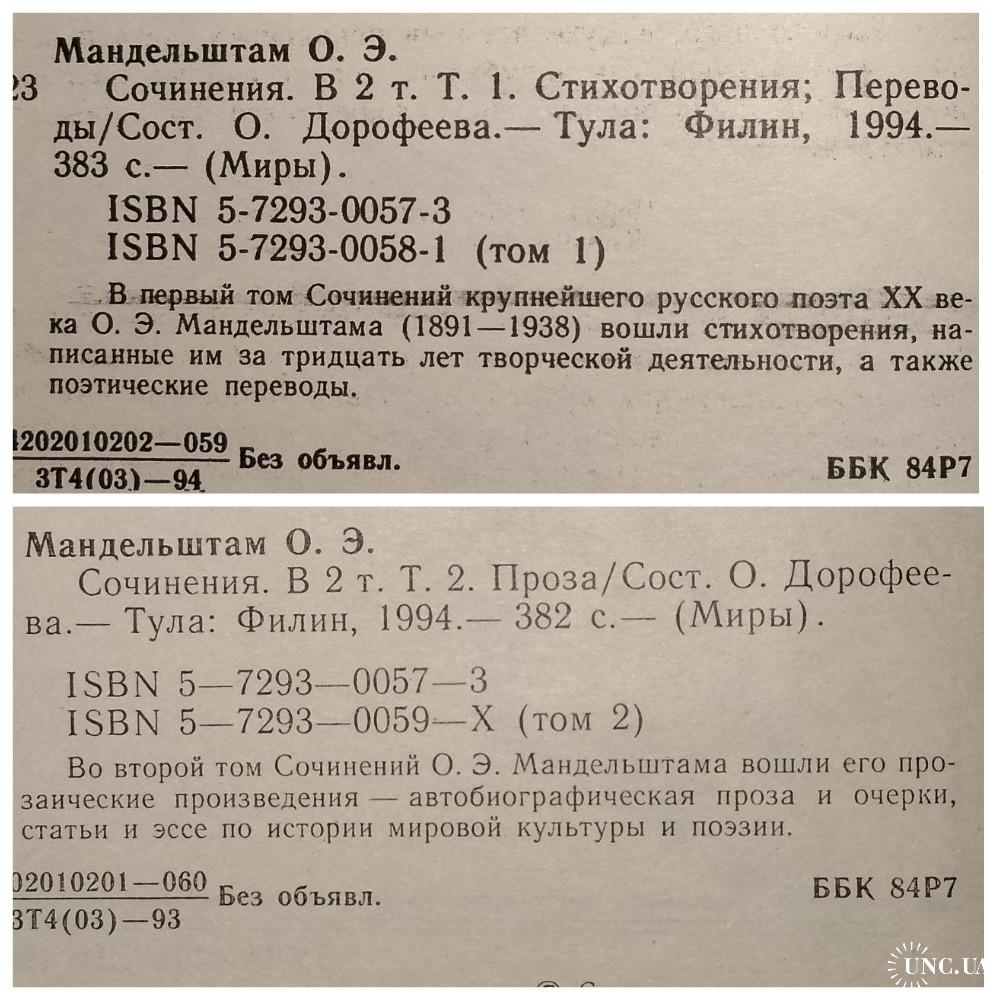 Мандельштам О. Э.
23 Сочинения. В 2 т. Т. 1. Стихотворения; Перево-
ды/Сост. О. Дорофеева.— Тула: Филин, 1994.—
383 с.— (Миры).
ISBN 5-7293-0057-3
ISBN 5-7293-0058-1 (том 1)
В первый том Сочинений крупнейшего русского поэта XX ве-
ка О. Э. Мандельштама (1891—1938) вошли стихотворения, на-
писанные им за тридцать лет творческой деятельности, а также
поэтические переводы.
4202010202—059
3Т4(03)—94 Без объявл.
ББК 84Р7
Мандельштам О. Э.
Сочинения. В 2 т. Т. 2. Проза/Сост. О. Дорофее-
ва.— Тула: Филин, 1994.— 382 с.— (Миры).
ISBN 5—7293—0057—3
ISBN 5—7293—0059—X (том 2)
Во второй том Сочинений О. Э. Мандельштама вошли его про-
заические произведения — автобиографическая проза и очерки,
статьи и эссе по истории мировой культуры и поэзии.
02010201—060
3Т4(03)—93 Без объявл.
ББК 84Р7
UNC.UA